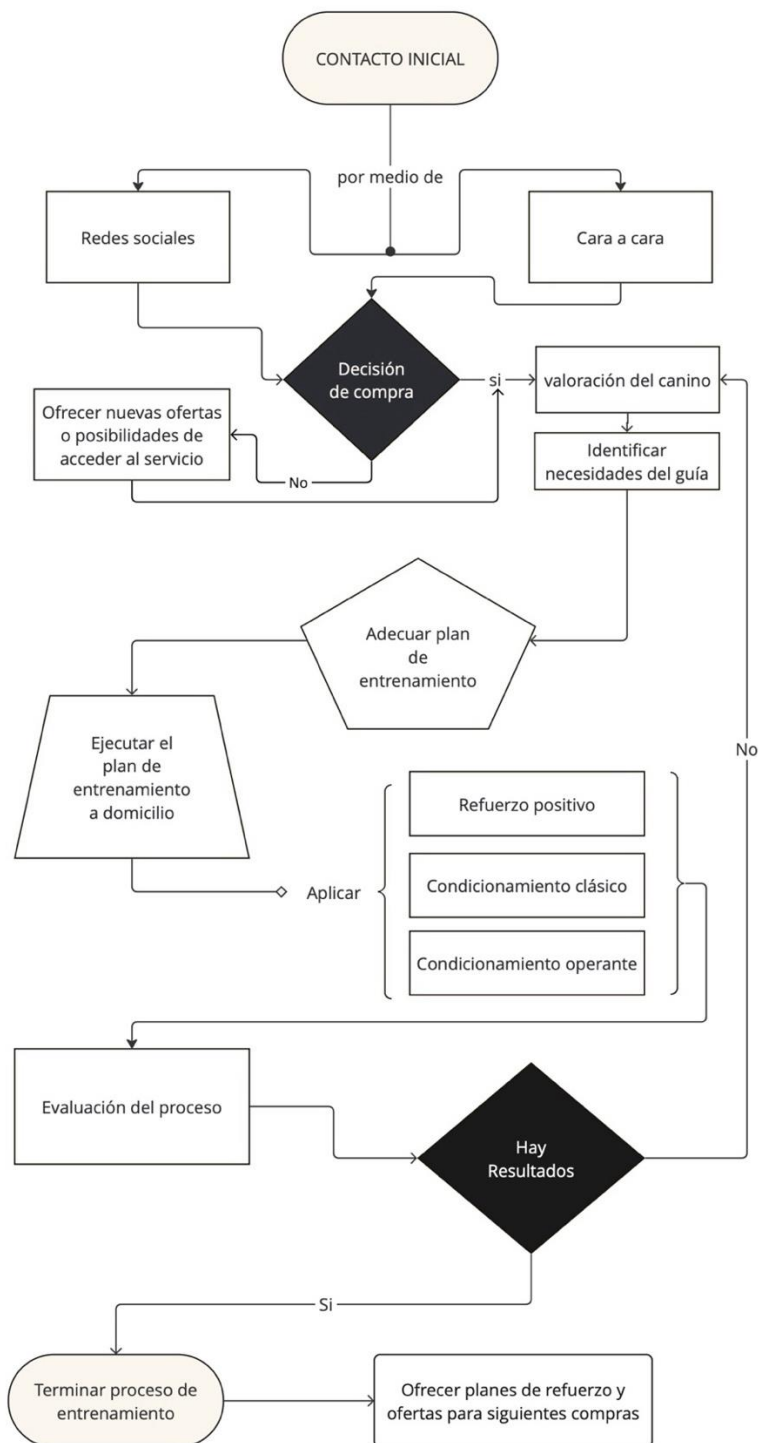 CONTACTO INICIAL
por medio de
Redes sociales
Cara a cara
Decisión
de compra
si
valoración del canino
Ofrecer nuevas ofertas
o posibilidades de
acceder al servicio
No
Identificar
necesidades del guía
Adecuar plan
de
entrenamiento
Ejecutar el
plan de
entrenamiento
a domicilio
No
Aplicar
Refuerzo positivo
Condicionamiento clásico
Condicionamiento operante
Evaluación del proceso
Hay
Resultados
Si
Terminar proceso de
entrenamiento
Ofrecer planes de refuerzo y
ofertas para siguientes compras